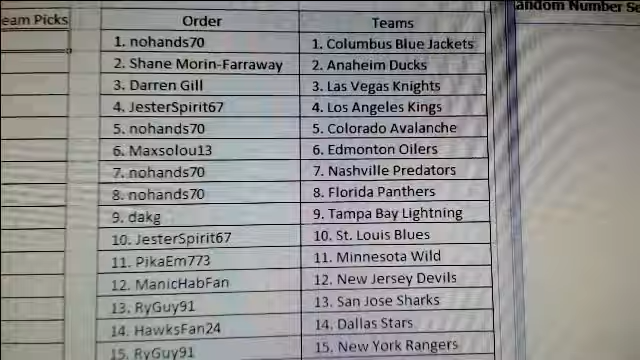 eam Picks
Order Teams
andom Number Se
1. nohands70 1. Columbus Blue Jackets
2. Shane Morin-Farraway 2. Anaheim Ducks
3. Darren Gill 3. Las Vegas Knights
4. JesterSpirit67 4. Los Angeles Kings
5. nohands70 5. Colorado Avalanche
6. Maxsolou13 6. Edmonton Oilers
7. nohands70 7. Nashville Predators
8. nohands70 8. Florida Panthers
9. dakg 9. Tampa Bay Lightning
10. JesterSpirit67 10. St. Louis Blues
11. PikaEm773 11. Minnesota Wild
12. ManicHabFan 12. New Jersey Devils
13. RyGuy91 13. San Jose Sharks
14. HawksFan24 14. Dallas Stars
15. RyGuy91 15. New York Rangers